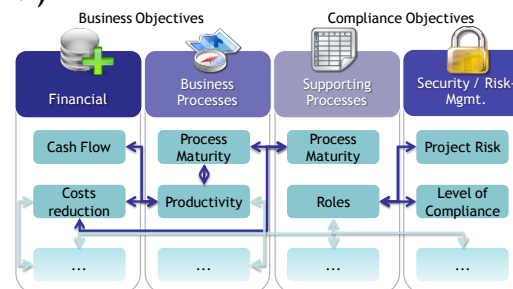 Business Objectives
Compliance Objectives
Financial
Business
Processes
Supporting
Processes
Security / Risk-
Mgmt.
Cash Flow
Process
Maturity
Process
Maturity
Project Risk
Costs
reduction
Productivity
Roles
Level of
Compliance
...
...
...
...